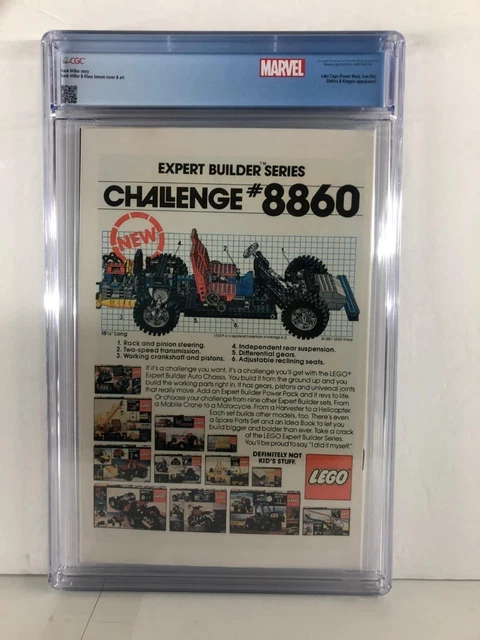 CGC
MARVEL
Frank Miller story
Frank Miller & Klaus Janson cover & art
Luke Cage (Power Man), Iron Fist,
Elektra & Kingpin appearance.
EXPERT BUILDER SERIES™
CHALLENGE #8860
NEW
1. Rack and pinion steering.
2. Two-speed transmission.
3. Working crankshaft and pistons.
4. Independent rear suspension.
5. Differential gears.
6. Adjustable reclining seats.
If it's a challenge you want, it's a challenge you'll get with the LEGO®
Expert Builder Auto Chassis. You build it from the ground up and you
build the working parts right in. It has gears, pistons and universal joints
that really move. Add an Expert Builder Power Pack and it revs to life.
Or choose your challenge from nine other Expert Builder sets. From
a Mobile Crane to a Motorcycle. From a Harvester to a Helicopter.
Each set builds other models, too. There's even
a Spare Parts Set and an Idea Book to let you
build bigger and bolder than ever. Take a crack
at the LEGO Expert Builder Series.
You'll be proud to say, "I did it myself."
DEFINITELY NOT
KID'S STUFF.
LEGO